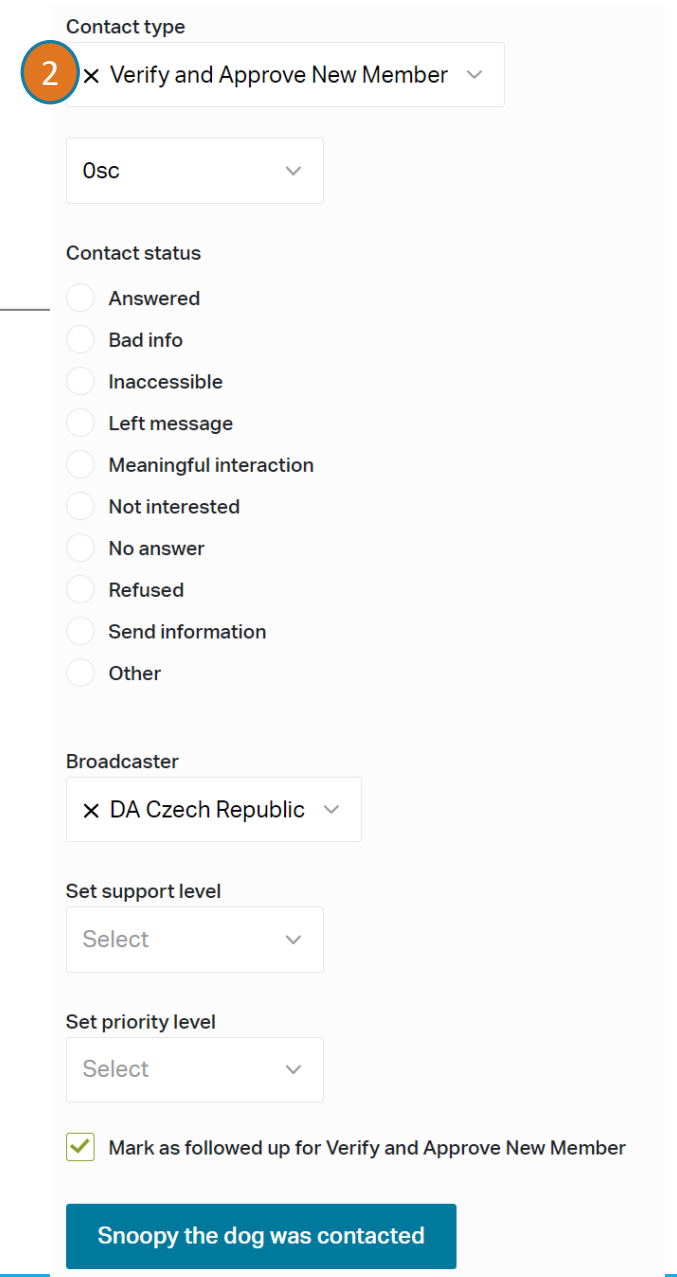 Contact type
2
× Verify and Approve New Member
0sc
Contact status
Answered
Bad info
Inaccessible
Left message
Meaningful interaction
Not interested
No answer
Refused
Send information
Other
Broadcaster
× DA Czech Republic
Set support level
Select
Set priority level
Select
Mark as followed up for Verify and Approve New Member
Snoopy the dog was contacted